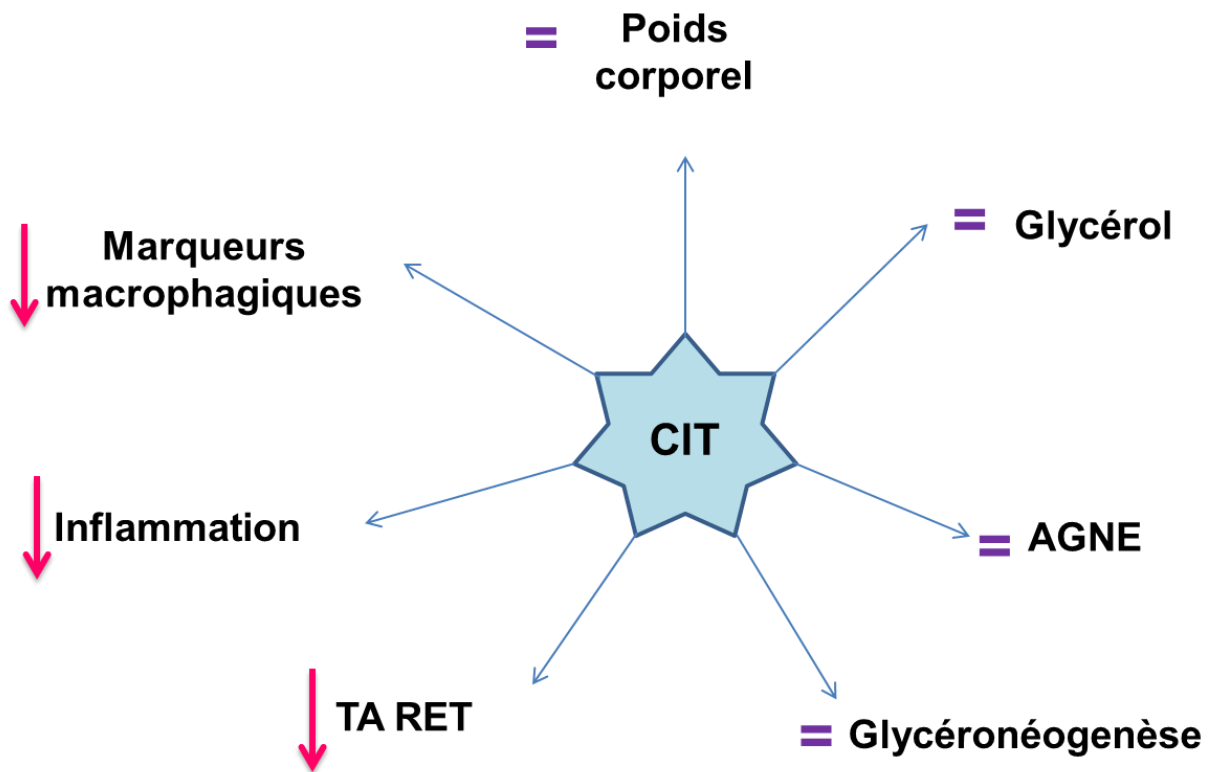 = Poids
corporel
= Glycérol
Marqueurs
macrophagiques
CIT
Inflammation
= AGNE
TA RET
= Glycéronéogenèse